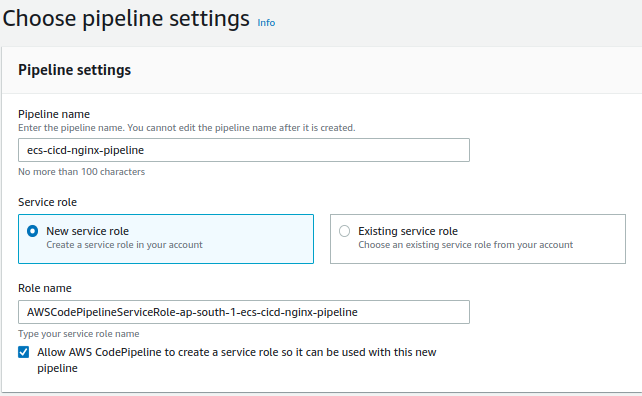 Choose pipeline settings Info
Pipeline settings
Pipeline name
Enter the pipeline name. You cannot edit the pipeline name after it is created.
ecs-cicd-nginx-pipeline
No more than 100 characters
Service role
New service role
Create a service role in your account
Existing service role
Choose an existing service role from your account
Role name
AWSCodePipelineServiceRole-ap-south-1-ecs-cicd-nginx-pipeline
Type your service role name
Allow AWS CodePipeline to create a service role so it can be used with this new
pipeline